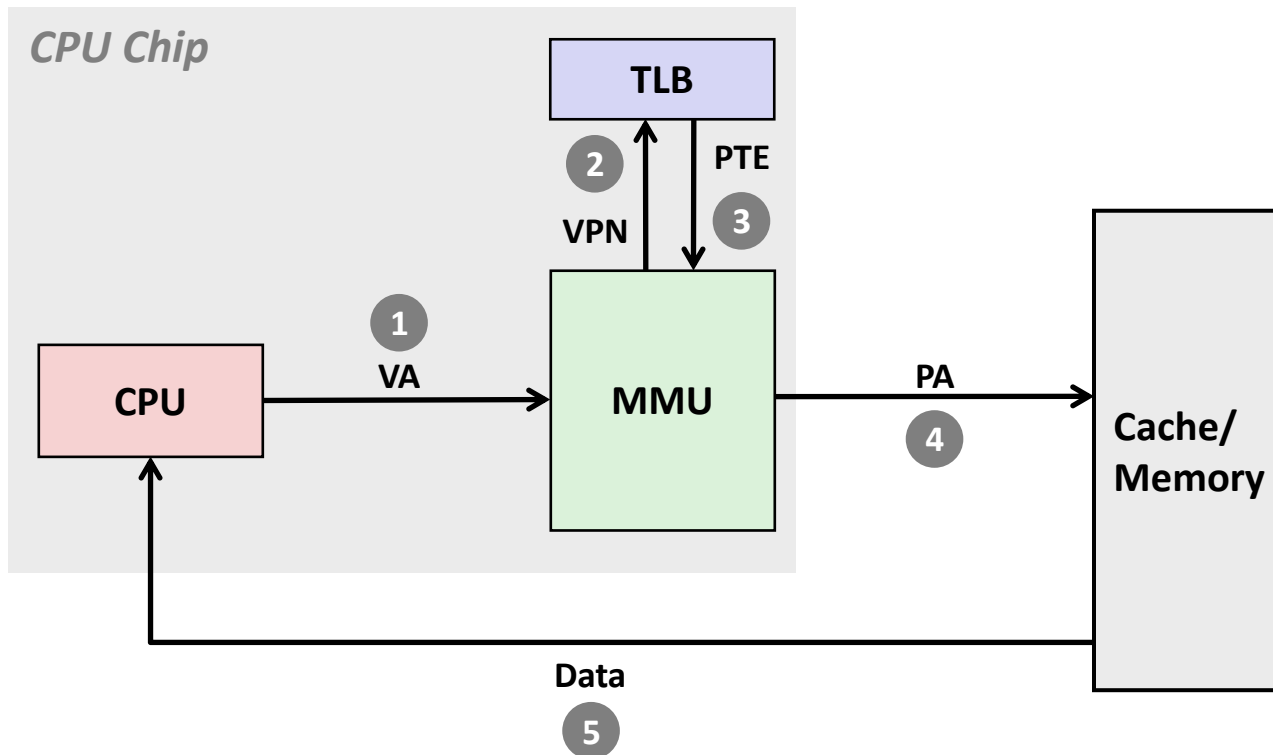 CPU Chip
TLB
2
PTE
VPN
3
1
VA
CPU
MMU
PA
4
Cache/
Memory
Data
5